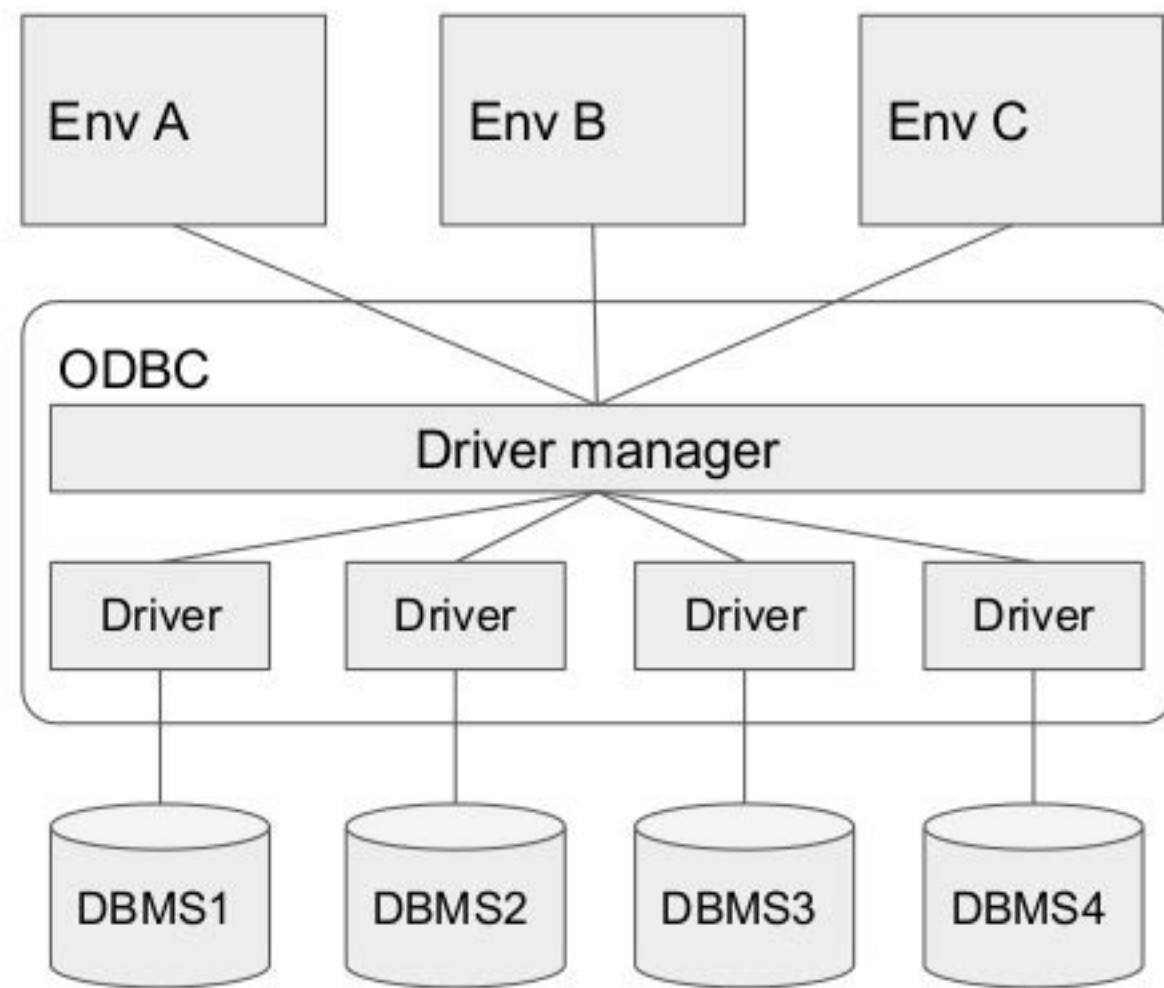 Env A
Env B
Env C
ODBC
Driver manager
Driver
Driver
Driver
Driver
DBMS1
DBMS2
DBMS3
DBMS4